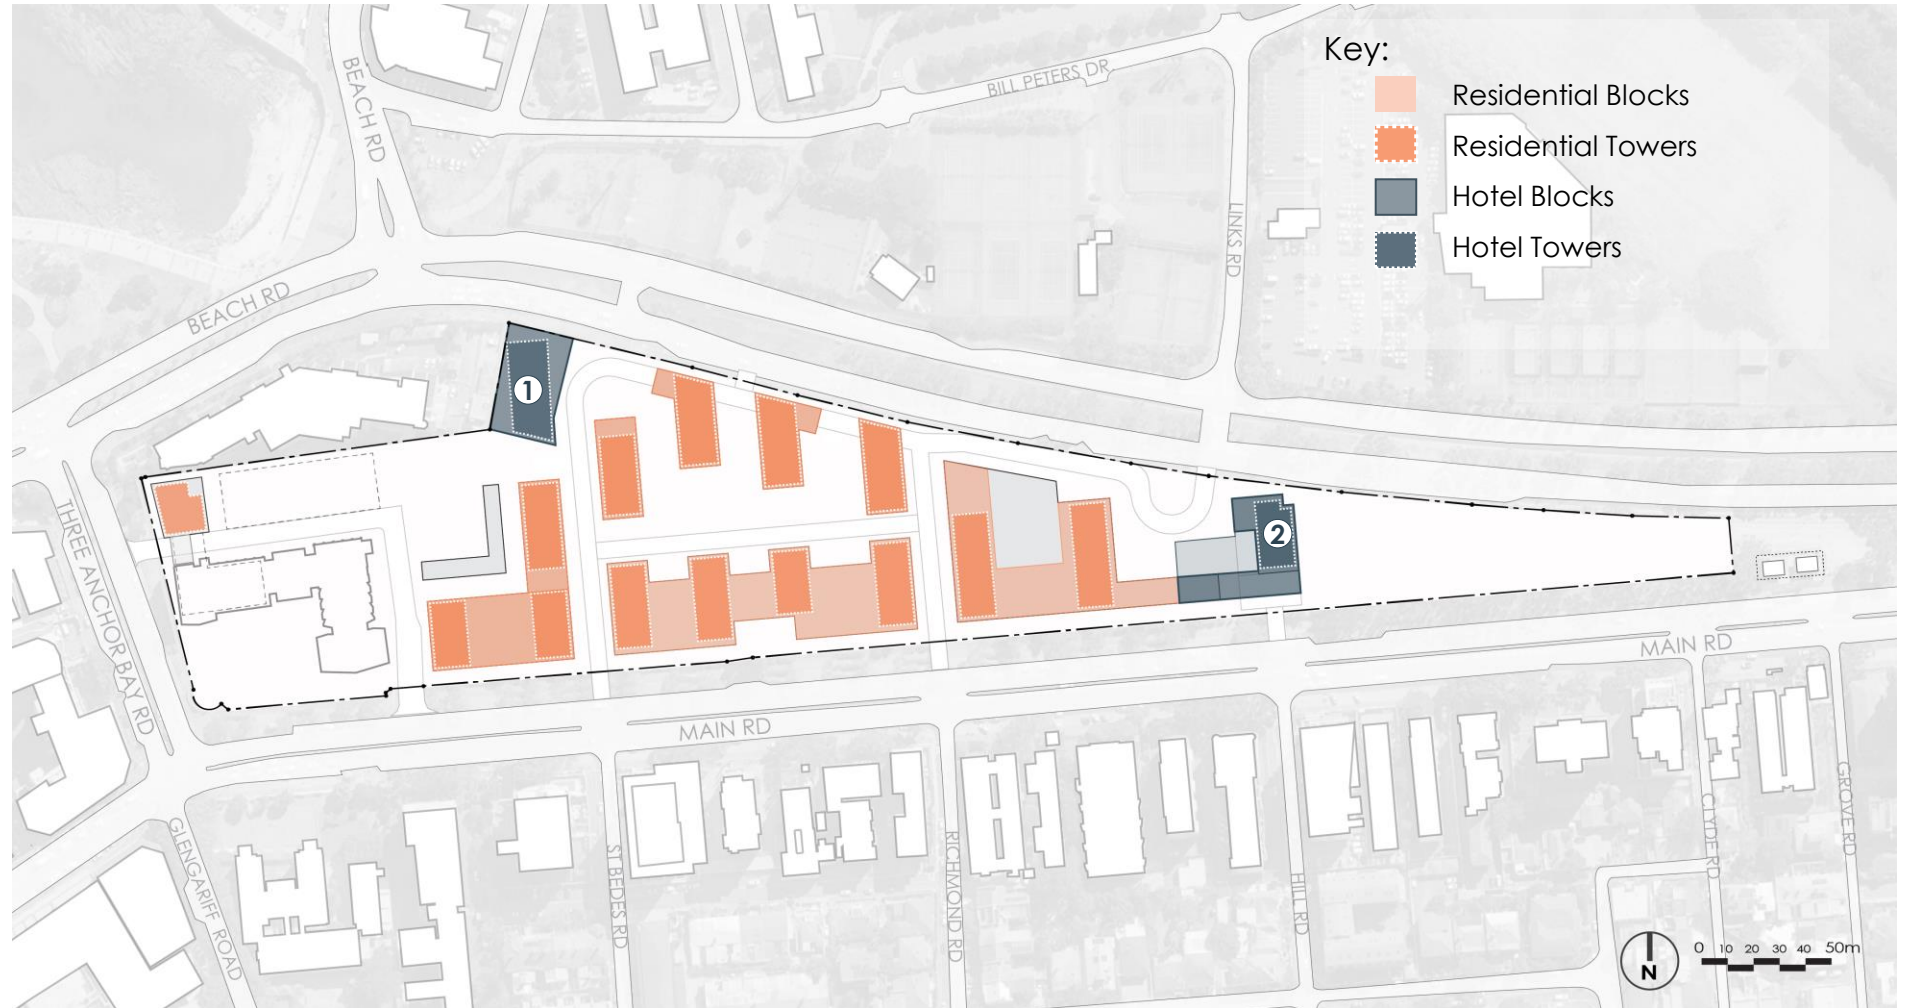 Key:
Residential Blocks
Residential Towers
Hotel Blocks
Hotel Towers
BEACH RD
BILL PETERS DR.
LINKS RD
BEACH RD
1
2
THREE ANCHOR BAY RD
MAIN RD
MAIN RD
GLENGARIFF ROAD
ST BEDES RD
RICHMOND RD
HILL RD
CLYDE RD
GROVE RD
N
0 10 20 30 40 50m